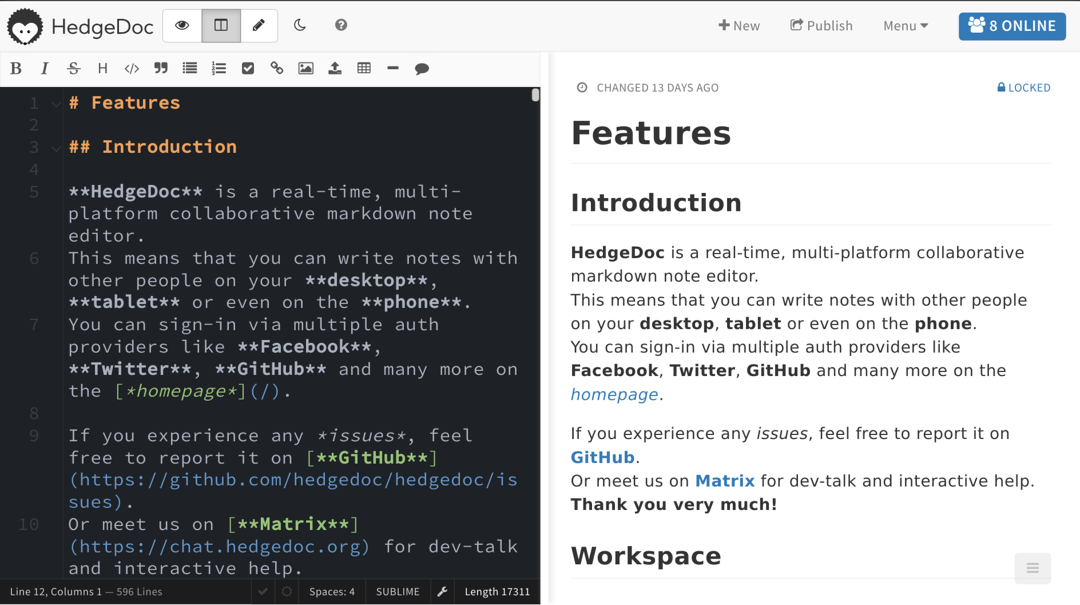 HedgeDoc
New
Publish
Menu
8 ONLINE
B I S H </>
1 # Features
2
3 ## Introduction
4
5 **HedgeDoc** is a real-time, multi-
platform collaborative markdown note
editor.
6 This means that you can write notes with
other people on your **desktop**,
**tablet** or even on the **phone**.
7 You can sign-in via multiple auth
providers like **Facebook**,
**Twitter**, **GitHub** and many more on
the [*homepage*](/).
8
9 If you experience any *issues*, feel
free to report it on [**GitHub**]
(https://github.com/hedgedoc/hedgedoc/is
sues).
10 Or meet us on [**Matrix**]
(https://chat.hedgedoc.org) for dev-talk
and interactive help.
Line 12, Columns 1 — 596 Lines
Spaces: 4
SUBLIME
Length 17311
CHANGED 13 DAYS AGO
LOCKED
Features
Introduction
HedgeDoc is a real-time, multi-platform collaborative
markdown note editor.
This means that you can write notes with other people
on your desktop, tablet or even on the phone.
You can sign-in via multiple auth providers like
Facebook, Twitter, GitHub and many more on the
homepage.
If you experience any issues, feel free to report it on
GitHub.
Or meet us on Matrix for dev-talk and interactive help.
Thank you very much!
Workspace